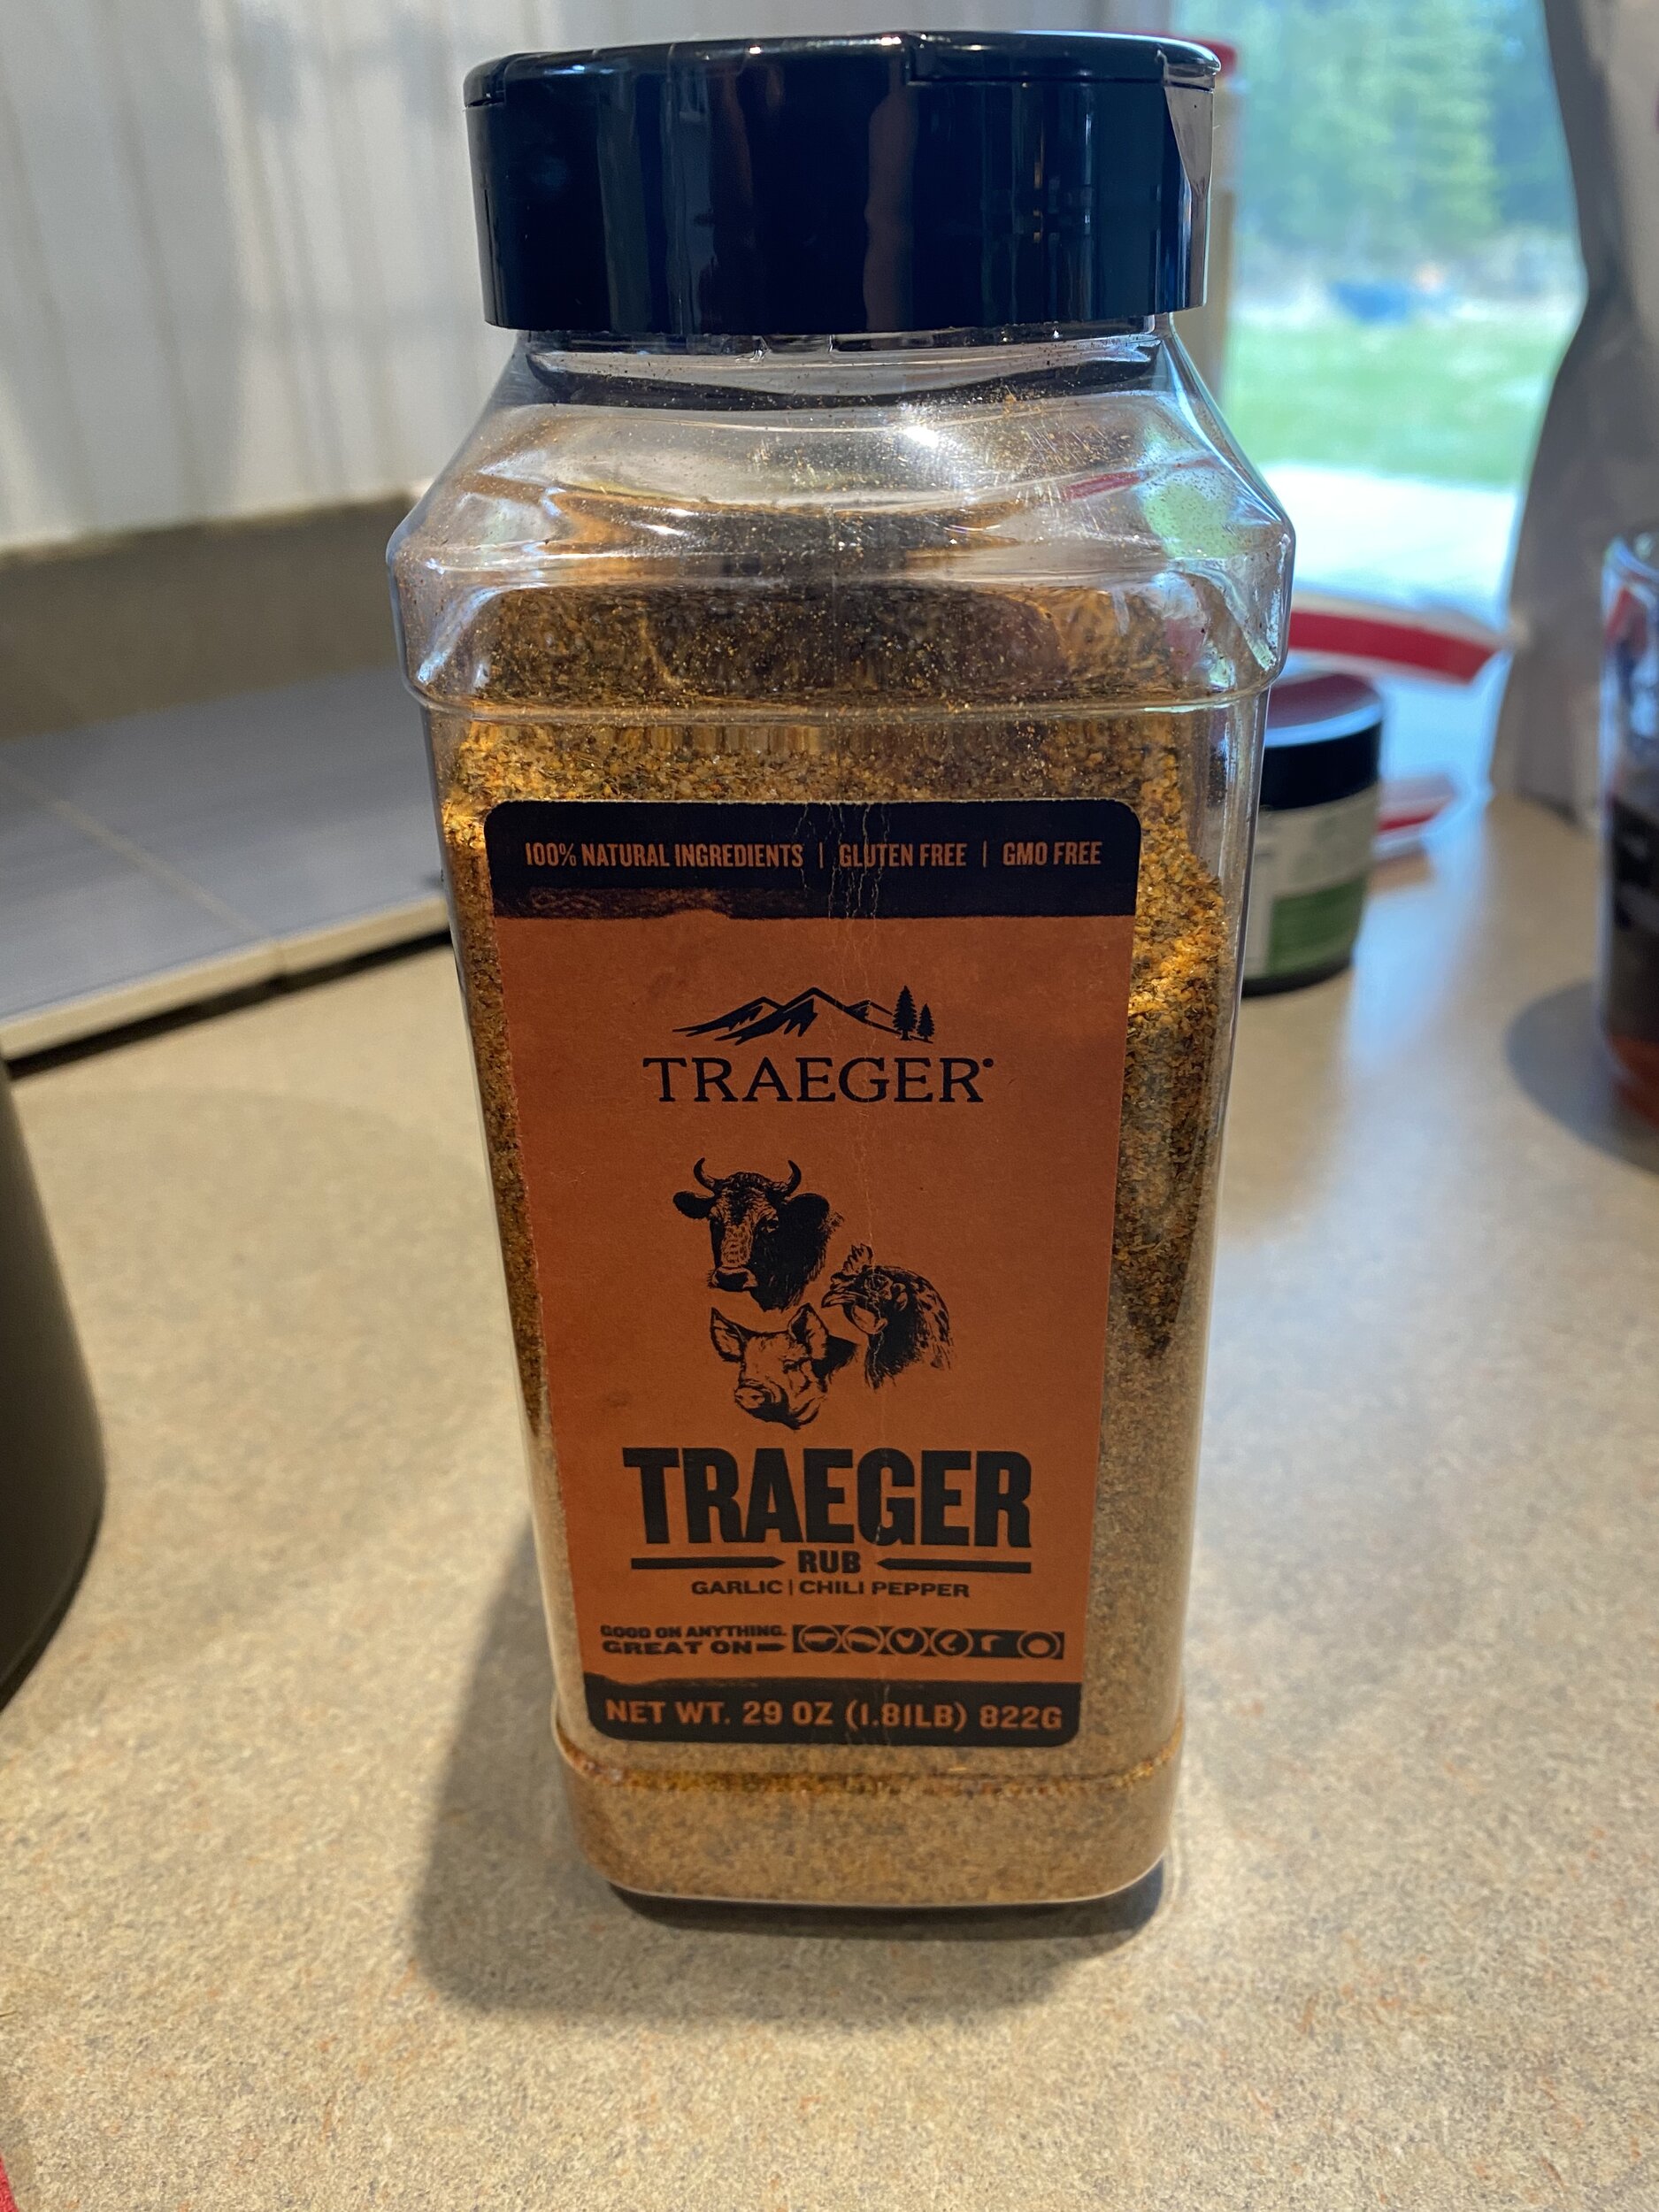 100% NATURAL INGREDIENTS | GLUTEN FREE | GMO FREE
TRAEGER®
TRAEGER
RUB
GARLIC | CHILI PEPPER
GOOD ON ANYTHING.
GREAT ON
NET WT. 29 OZ (1.81LB) 822G